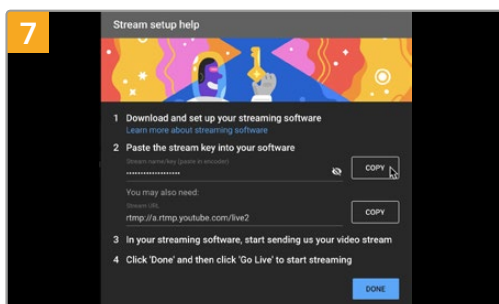 7
Stream setup help
1 Download and set up your streaming software
Learn more about streaming software
2 Paste the stream key into your software
Stream name/key (paste in encoder)
••••••••••••••••••••
COPY
You may also need:
Stream URL
rtmp://a.rtmp.youtube.com/live2
COPY
3 In your streaming software, start sending us your video stream
4 Click 'Done' and then click 'Go Live' to start streaming
DONE